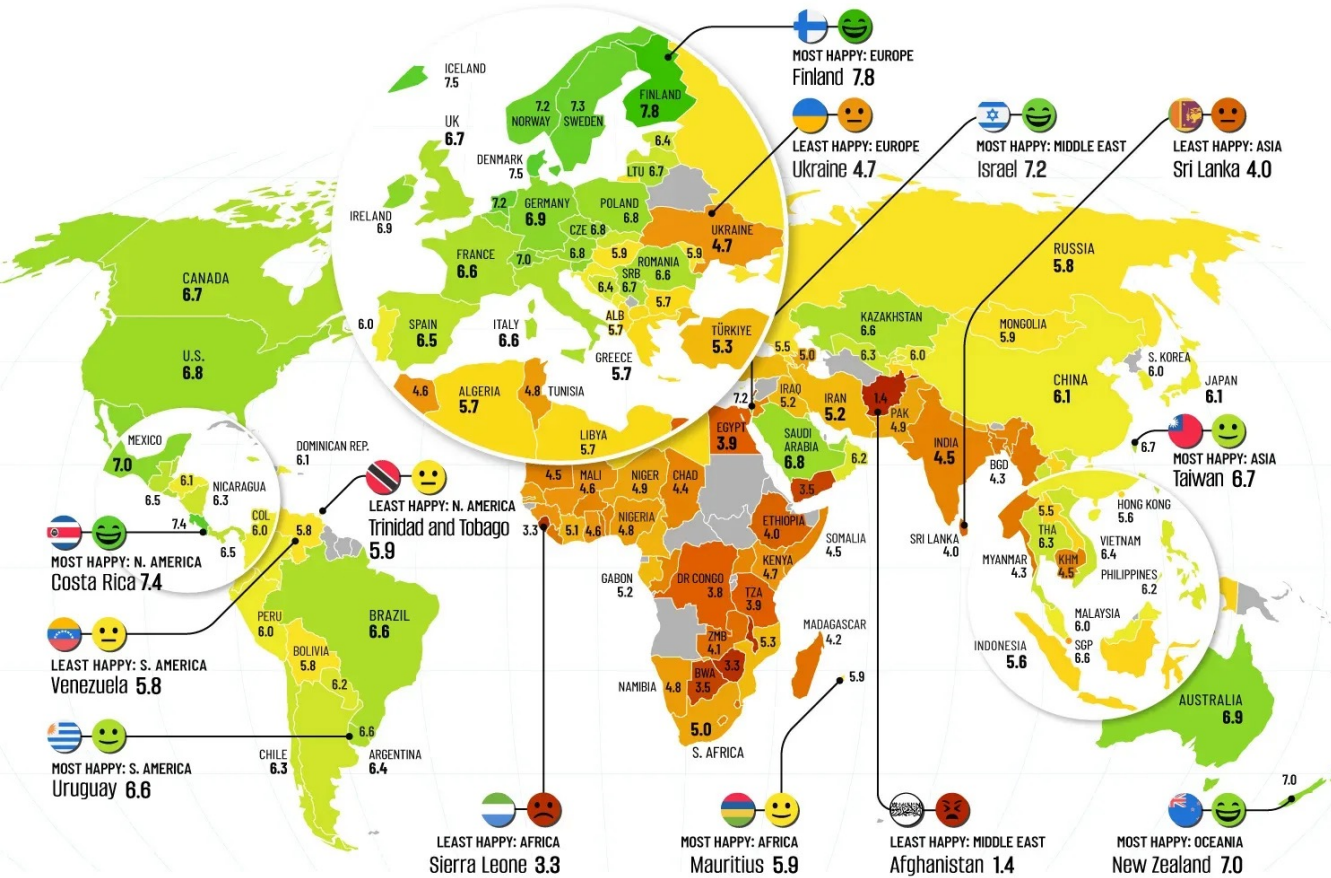 MOST HAPPY: EUROPE
Finland 7.8
LEAST HAPPY: EUROPE
Ukraine 4.7
MOST HAPPY: MIDDLE EAST
Israel 7.2
LEAST HAPPY: ASIA
Sri Lanka 4.0
ICELAND
7.5
UK
6.7
7.2
NORWAY
7.3
SWEDEN
FINLAND
7.8
DENMARK
7.5
6.4
LTU 6.7
IRELAND
6.9
7.2
GERMANY
6.9
POLAND
6.8
CZE 6.8
UKRAINE
4.7
FRANCE
6.6
7.0
6.8
5.9
ROMANIA
6.6
5.9
SRB
6.7
6.4
5.7
ALB
5.7
6.0
SPAIN
6.5
ITALY
6.6
GREECE
5.7
TÜRKIYE
5.3
4.6
ALGERIA
5.7
4.8
TUNISIA
LIBYA
5.7
CANADA
6.7
U.S.
6.8
MEXICO
7.0
6.1
6.5
NICARAGUA
6.3
7.4
6.5
DOMINICAN REP.
6.1
COL
6.0
5.8
LEAST HAPPY: N. AMERICA
Trinidad and Tobago
5.9
MOST HAPPY: N. AMERICA
Costa Rica 7.4
LEAST HAPPY: S. AMERICA
Venezuela 5.8
MOST HAPPY: S. AMERICA
Uruguay 6.6
PERU
6.0
BRAZIL
6.6
BOLIVIA
5.8
6.2
6.6
CHILE
6.3
ARGENTINA
6.4
RUSSIA
5.8
KAZAKHSTAN
6.6
MONGOLIA
5.9
5.5
5.0
6.3
6.0
S. KOREA
6.0
JAPAN
6.1
CHINA
6.1
7.2
IRAQ
5.2
IRAN
5.2
1.4
PAK
4.9
INDIA
4.5
EGYPT
3.9
SAUDI
ARABIA
6.8
6.2
3.5
BGD
4.3
6.7
MOST HAPPY: ASIA
Taiwan 6.7
SRI LANKA
4.0
4.5
MALI
4.6
NIGER
4.9
CHAD
4.4
3.3
5.1
4.6
NIGERIA
4.8
ETHIOPIA
4.0
SOMALIA
4.5
GABON
5.2
DR CONGO
3.8
KENYA
4.7
TZA
3.9
MADAGASCAR
4.2
ZMB
4.1
5.3
3.3
BWA
3.5
NAMIBIA
4.8
5.0
S. AFRICA
5.9
5.5
THA
6.3
HONG KONG
5.6
VIETNAM
6.4
MYANMAR
4.3
KHM
4.5
PHILIPPINES
6.2
MALAYSIA
6.0
SGP
6.6
INDONESIA
5.6
AUSTRALIA
6.9
7.0
LEAST HAPPY: AFRICA
Sierra Leone 3.3
MOST HAPPY: AFRICA
Mauritius 5.9
LEAST HAPPY: MIDDLE EAST
Afghanistan 1.4
MOST HAPPY: OCEANIA
New Zealand 7.0